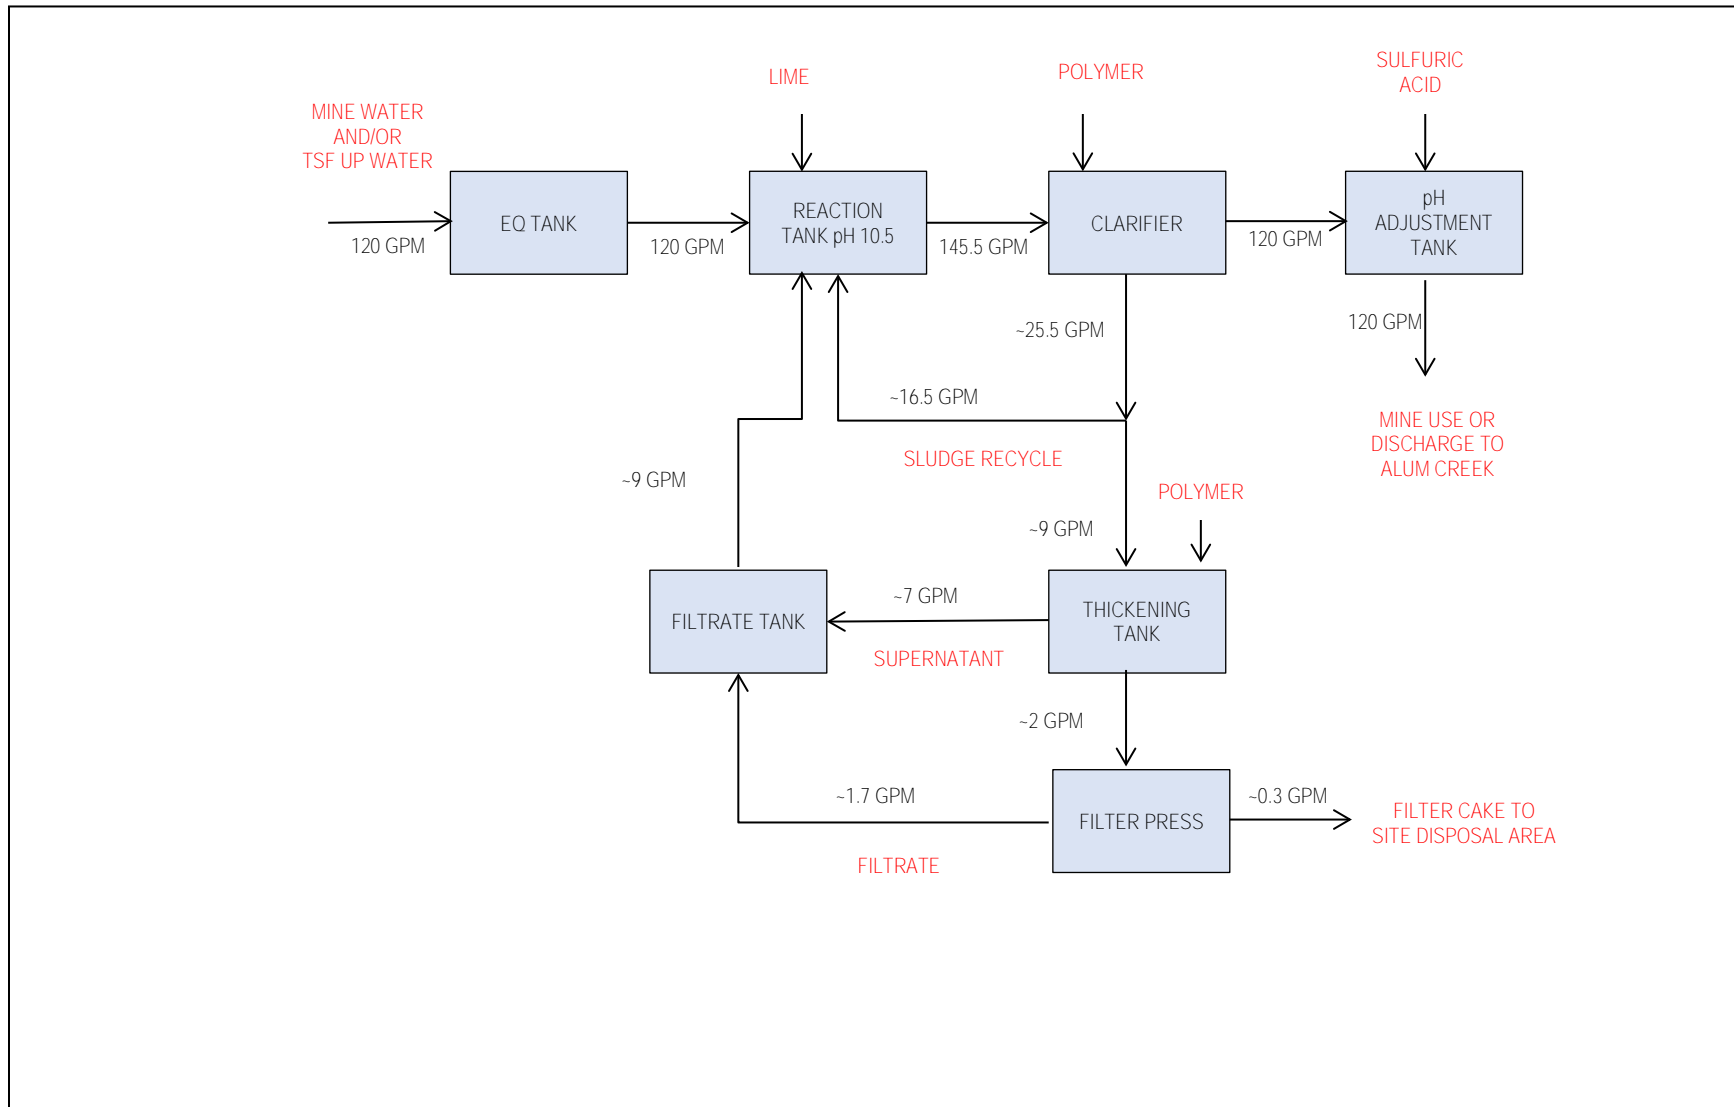 SULFURIC
ACID
POLYMER
LIME
MINE WATER
AND/OR
TSF UP WATER
EQ TANK
REACTION
TANK pH 10.5
CLARIFIER
pH
ADJUSTMENT
TANK
120 GPM
120 GPM
145.5 GPM
120 GPM
~25.5 GPM
120 GPM
~16.5 GPM
SLUDGE RECYCLE
MINE USE OR
DISCHARGE TO
ALUM CREEK
~9 GPM
POLYMER
~9 GPM
FILTRATE TANK
~7 GPM
SUPERNATANT
THICKENING
TANK
~2 GPM
~1.7 GPM
FILTER PRESS
~0.3 GPM
FILTER CAKE TO
SITE DISPOSAL AREA
FILTRATE